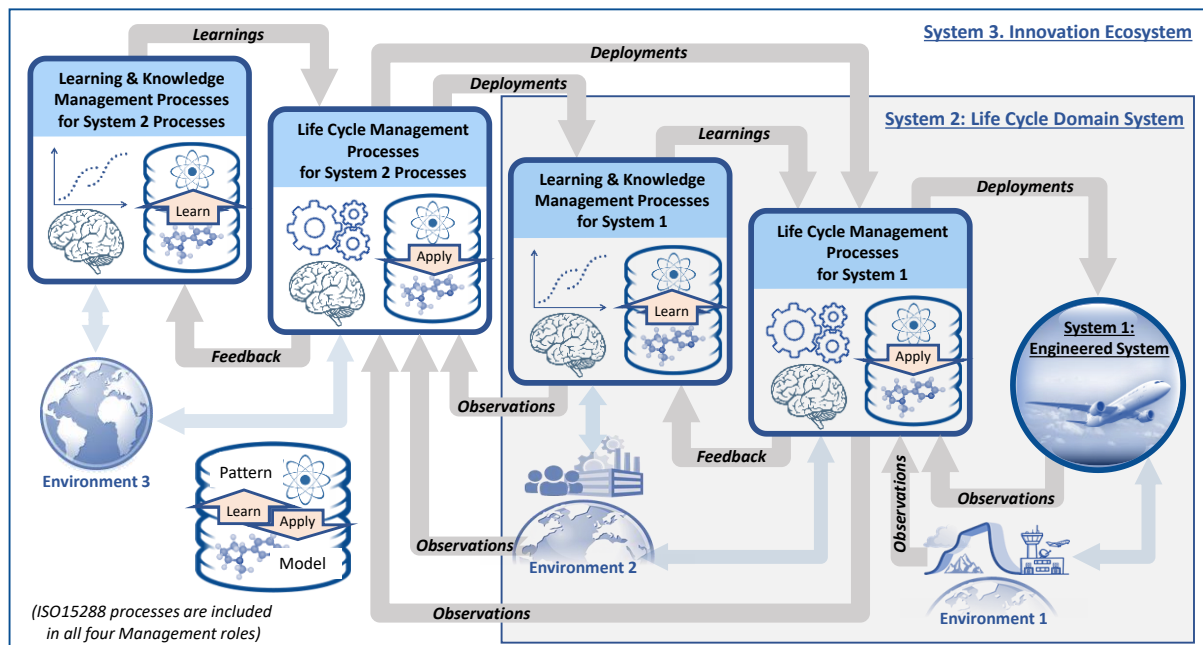 System 3. Innovation Ecosystem
Learnings
Deployments
Learning & Knowledge
Management Processes
for System 2 Processes
Learn
Deployments
Life Cycle Management
Processes
for System 2 Processes
Apply
System 2: Life Cycle Domain System
Learnings
Learning & Knowledge
Management Processes
for System 1
Learn
Deployments
Life Cycle Management
Processes
for System 1
Apply
System 1:
Engineered System
Feedback
Environment 3
Observations
Feedback
Observations
Observations
Pattern
Learn
Apply
Model
Observations
Environment 2
Environment 1
Observations
(ISO15288 processes are included
in all four Management roles)